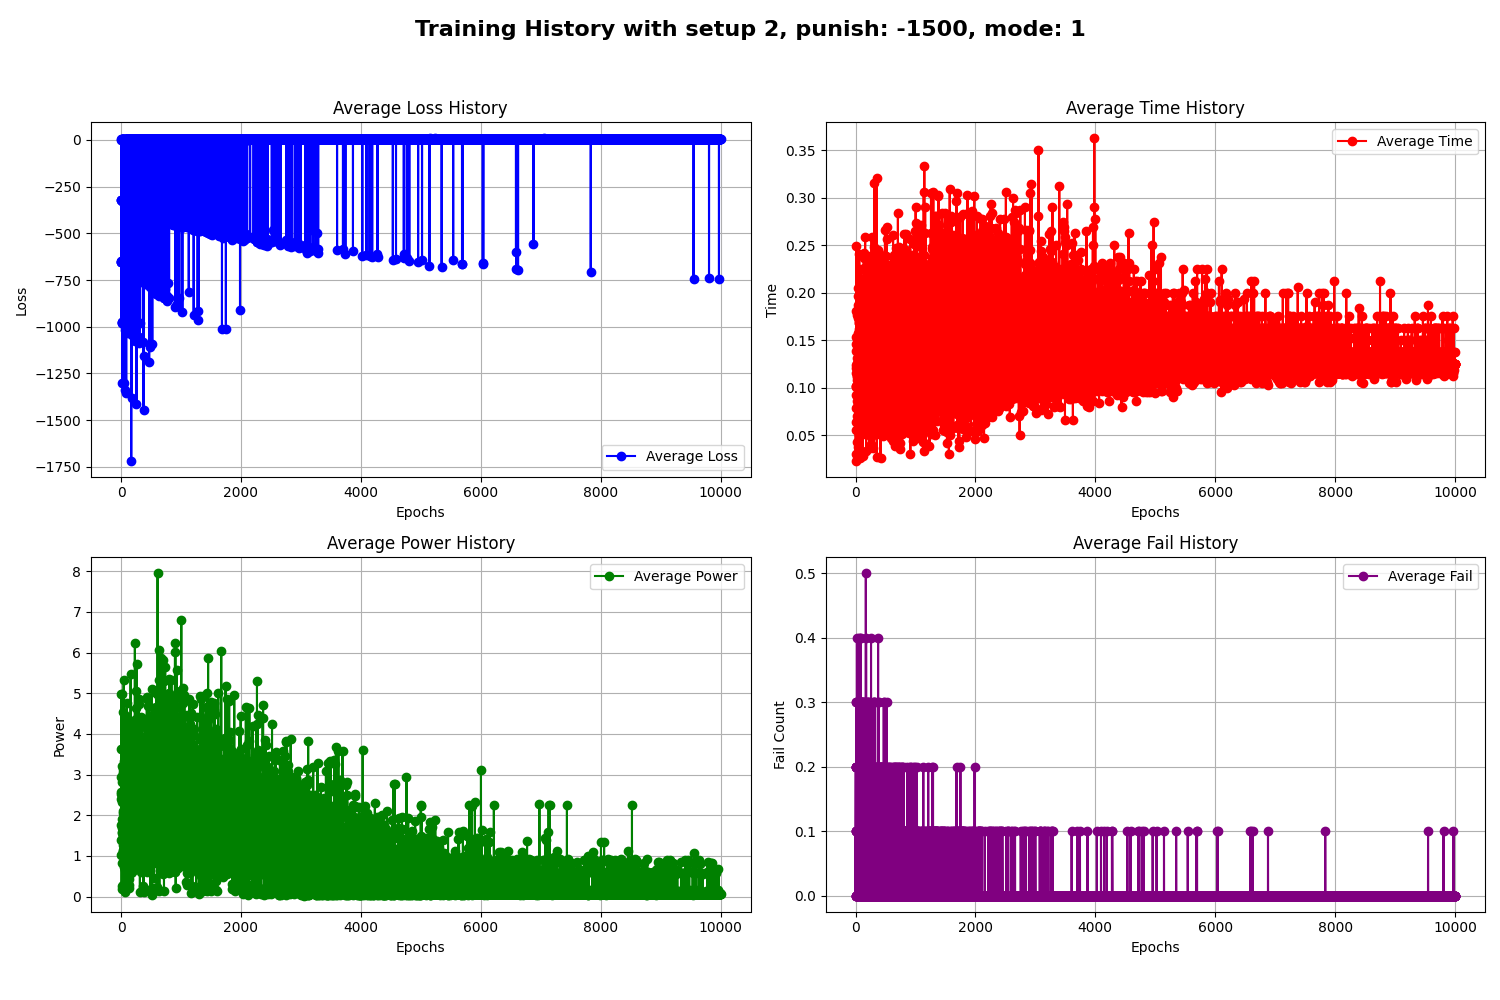 Training History with setup 2, punish: -1500, mode: 1
Average Loss History
Loss
0
−250
−500
−750
−1000
−1250
−1500
−1750
Average Loss
0 2000 4000 6000 8000 10000
Epochs
Average Time History
Time
0.35
0.30
0.25
0.20
0.15
0.10
0.05
Average Time
0 2000 4000 6000 8000 10000
Epochs
Average Power History
Power
8
7
6
5
4
3
2
1
0
Average Power
0 2000 4000 6000 8000 10000
Epochs
Average Fail History
Fail Count
0.5
0.4
0.3
0.2
0.1
0.0
Average Fail
0 2000 4000 6000 8000 10000
Epochs